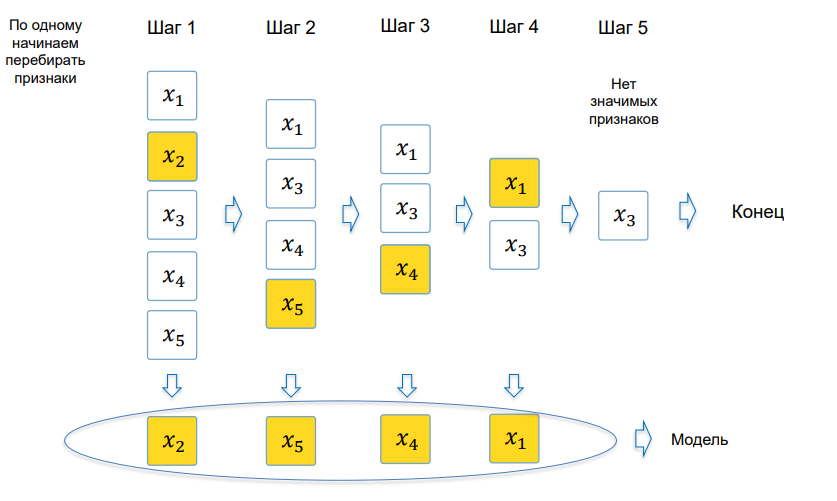 По одному
начинаем
перебирать
признаки
Шаг 1
x₁
x₂
x₃
x₄
x₅
Шаг 2
x₁
x₃
x₄
x₅
Шаг 3
x₁
x₃
x₄
Шаг 4
x₁
x₃
Шаг 5
Нет
значимых
признаков
x₃
Конец
x₂
x₅
x₄
x₁
Модель